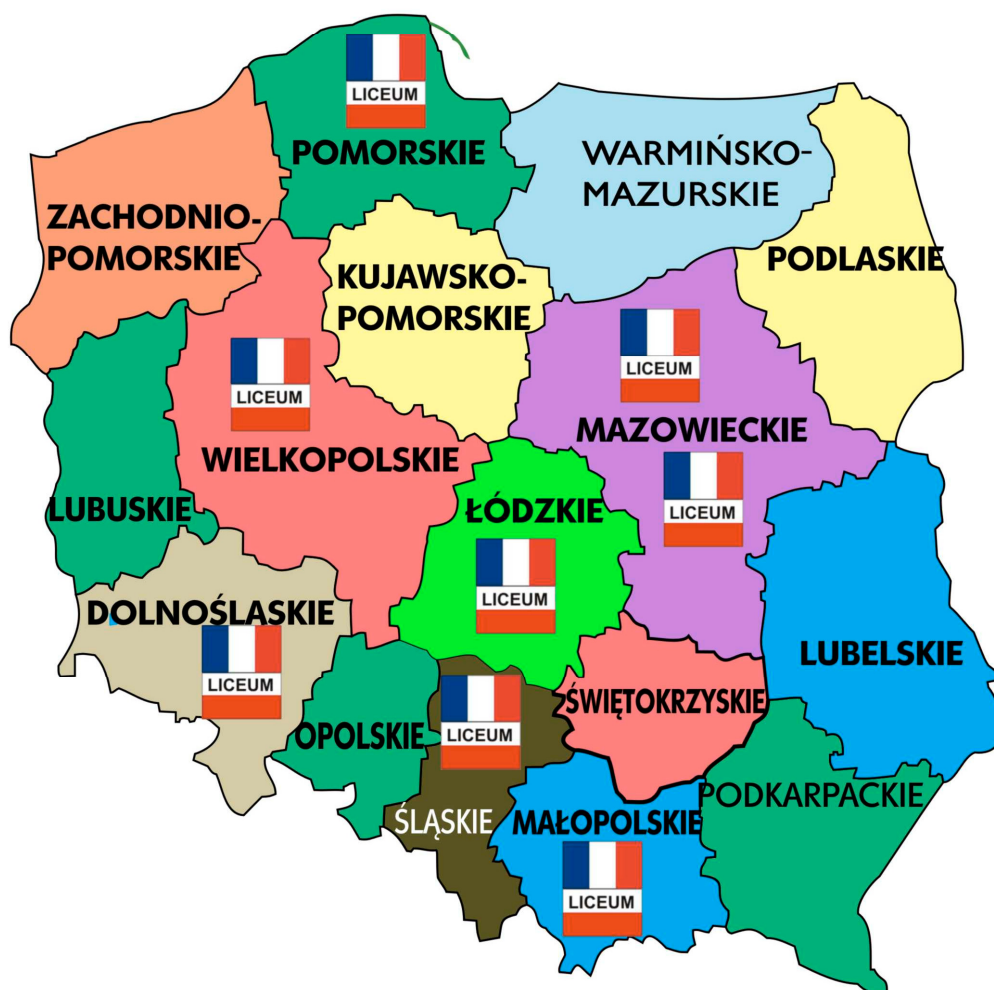 LICEUM
POMORSKIE
WARMIŃSKO-
MAZURSKIE
ZACHODNIO-
POMORSKIE
PODLASKIE
KUJAWSKO-
POMORSKIE
LICEUM
LICEUM
MAZOWIECKIE
WIELKOPOLSKIE
LUBUSKIE
ŁÓDZKIE
LICEUM
LICEUM
DOLNOŚLASKIE
LICEUM
LUBELSKIE
ŚWIĘTOKRZYSKIE
OPOLSKIE
LICEUM
PODKARPACKIE
ŚLĄSKIE
MAŁOPOLSKIE
LICEUM